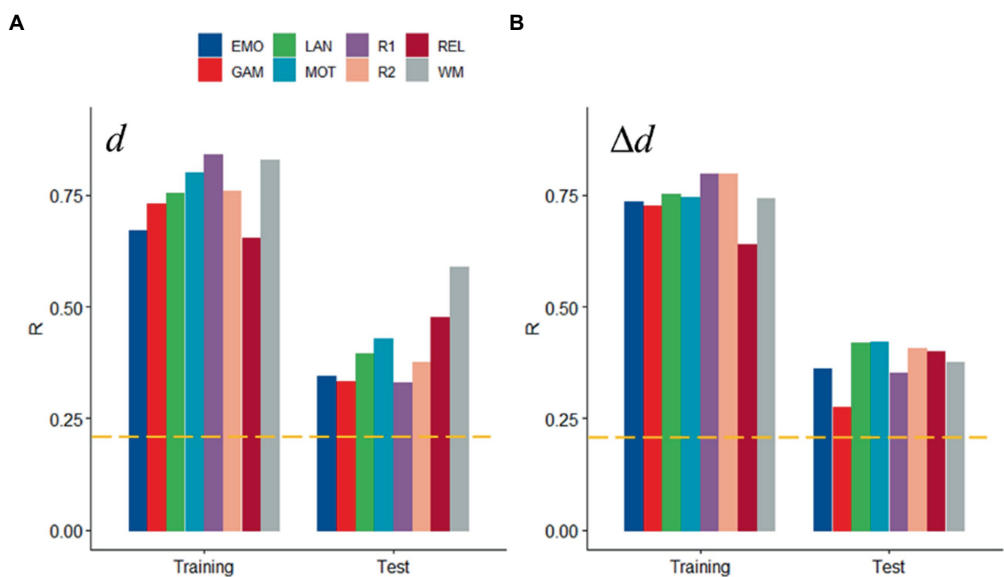 A
B
EMO LAN R1 REL
GAM MOT R2 WM
d
Δd
0.75
0.50
0.25
0.00
R
Training Test
0.75
0.50
0.25
0.00
R
Training Test